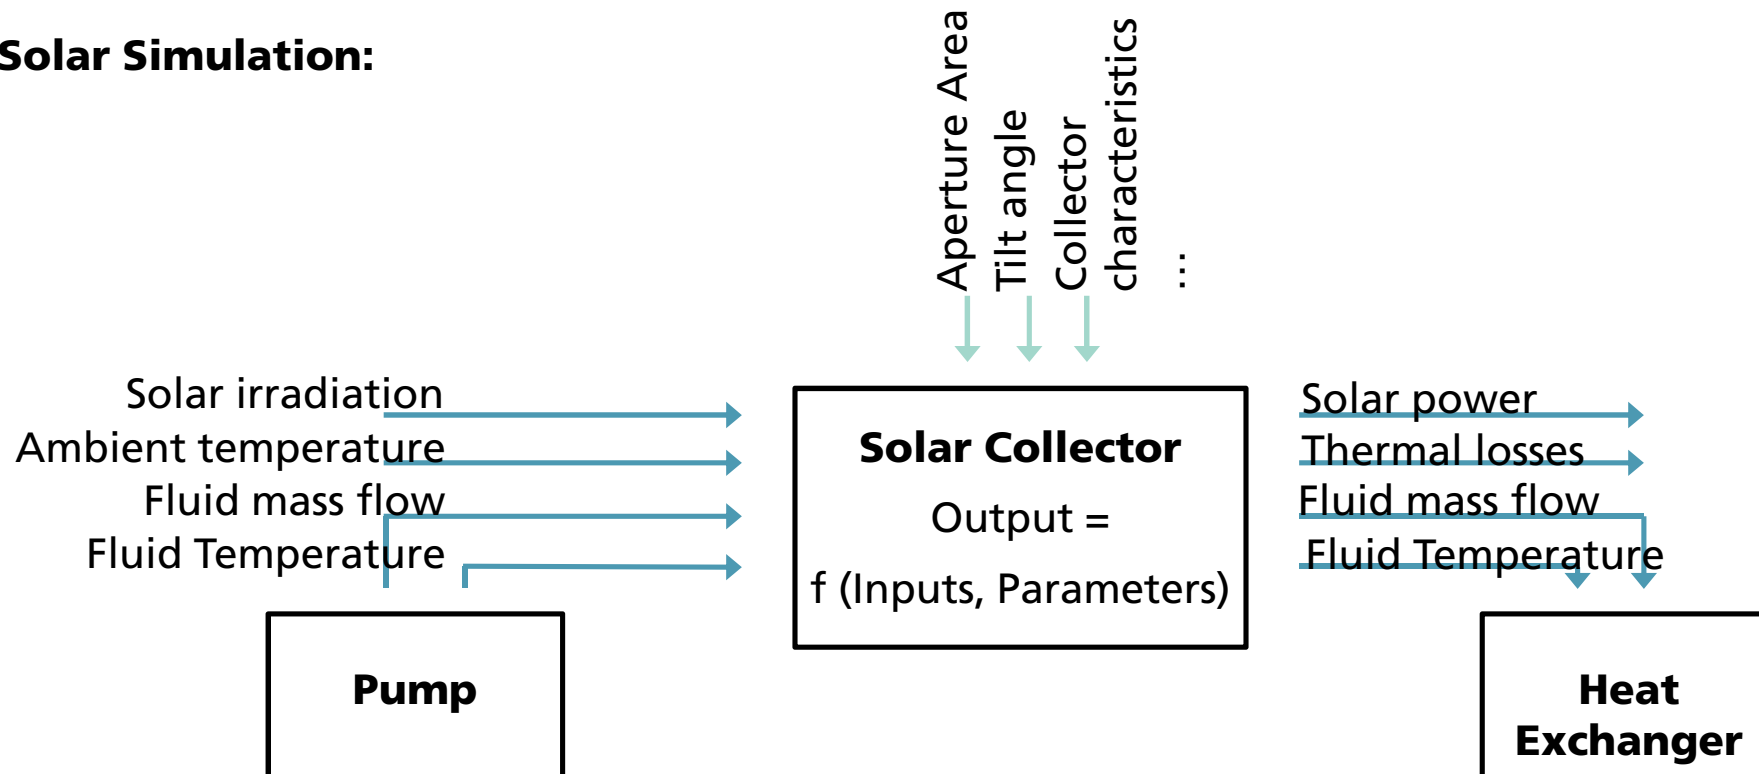 Solar Simulation:
Aperture Area
Tilt angle
Collector
characteristics
...
Solar irradiation
Ambient temperature
Fluid mass flow
Fluid Temperature
Solar Collector
Output =
f (Inputs, Parameters)
Solar power
Thermal losses
Fluid mass flow
Fluid Temperature
Pump
Heat
Exchanger